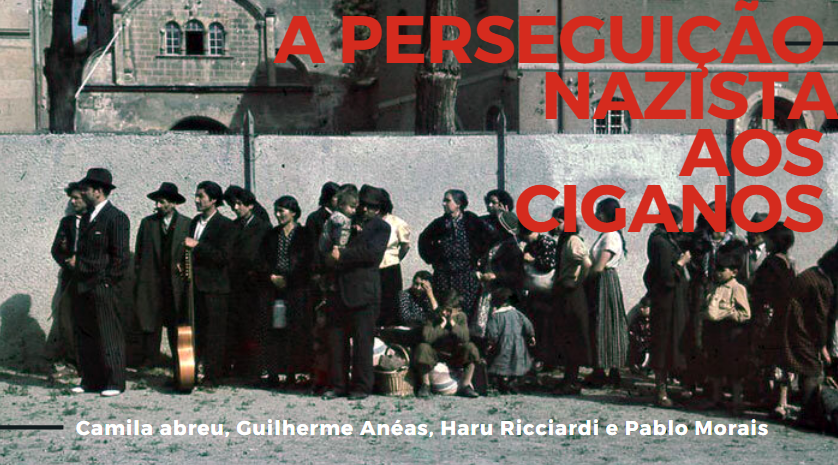 A PERSEGUIÇÃO
NAZISTA
AOS
CIGANOS
Camila abreu, Guilherme Anéas, Haru Ricciardi e Pablo Morais